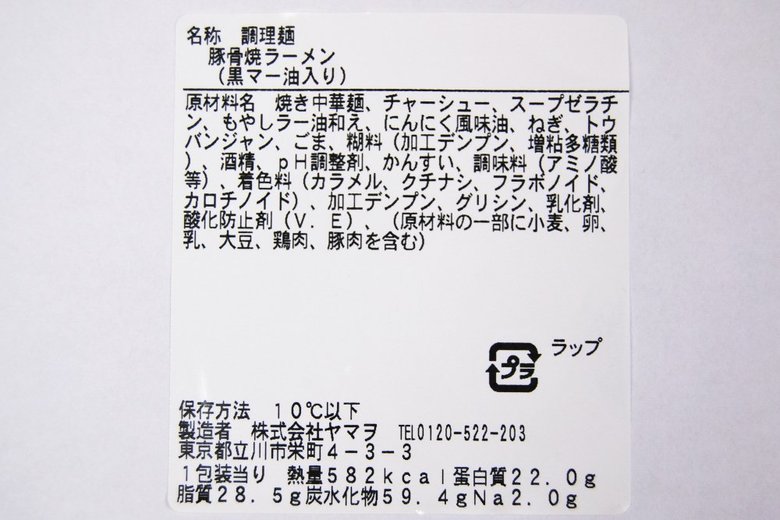 名称　調理麺
豚骨焼ラーメン
（黒マー油入り）
原材料名　焼き中華麺、チャーシュー、スープゼラチ
ン、もやしラー油和え、にんにく風味油、ねぎ、トウ
バンジャン、ごま、糊料（加工デンプン、増粘多糖類
）、酒精、ｐＨ調整剤、かんすい、調味料（アミノ酸
等）、着色料（カラメル、クチナシ、フラボノイド、
カロチノイド）、加工デンプン、グリシン、乳化剤、
酸化防止剤（Ｖ．Ｅ）、（原材料の一部に小麦、卵、
乳、大豆、鶏肉、豚肉を含む）
プラ
ラップ
保存方法　１０℃以下
製造者　株式会社ヤマヲ　TEL0120-522-203
東京都立川市栄町４－３－３
１包装当り　熱量５８２ｋｃａｌ蛋白質２２．０ｇ
脂質２８．５ｇ炭水化物５９．４ｇＮａ２．０ｇ